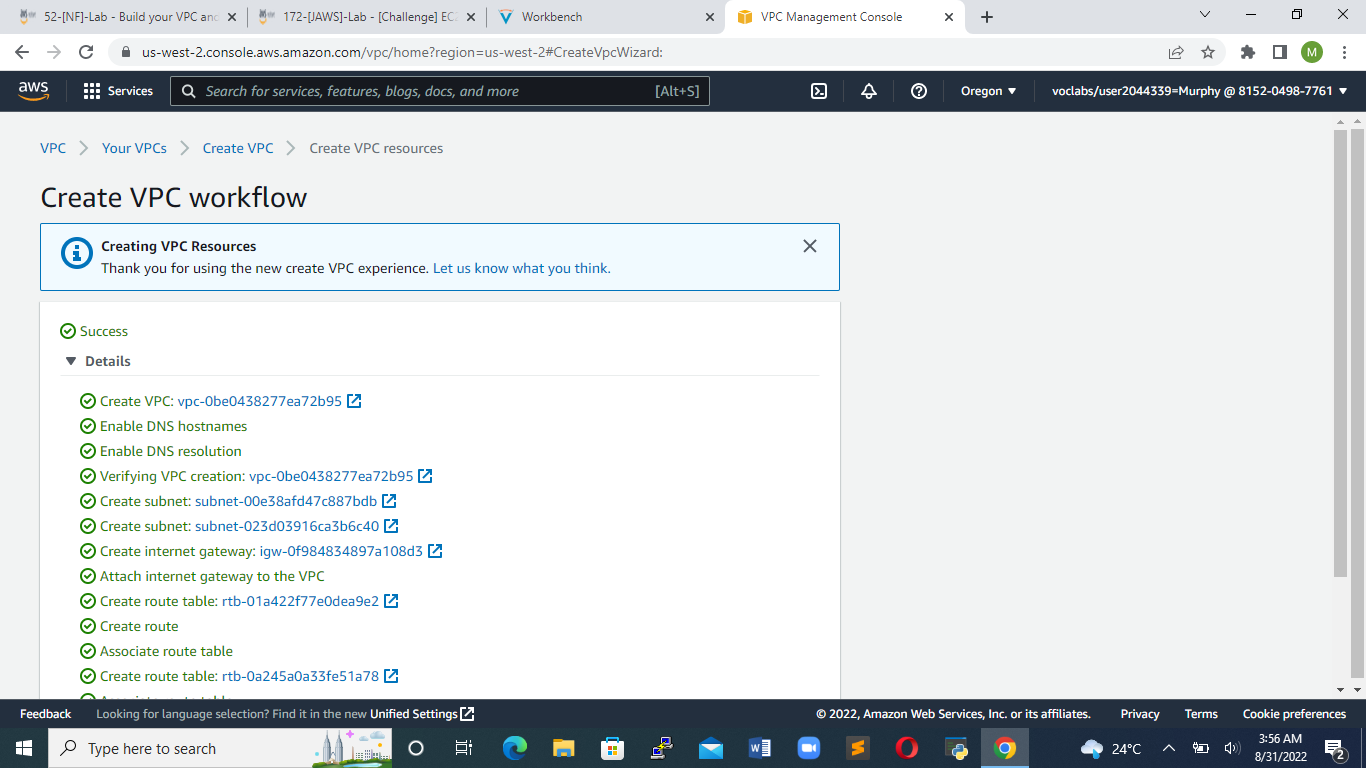 52-[NF]-Lab - Build your VPC and
172-[JAWS]-Lab - [Challenge] EC2
Workbench
VPC Management Console
us-west-2.console.aws.amazon.com/vpc/home?region=us-west-2#CreateVpcWizard:
M
aws
Services
Search for services, features, blogs, docs, and more
[Alt+S]
Oregon
voclabs/user2044339=Murphy @ 8152-0498-7761
VPC
Your VPCs
Create VPC
Create VPC resources
Create VPC workflow
Creating VPC Resources
Thank you for using the new create VPC experience. Let us know what you think.
Success
Details
Create VPC: vpc-0be0438277ea72b95
Enable DNS hostnames
Enable DNS resolution
Verifying VPC creation: vpc-0be0438277ea72b95
Create subnet: subnet-00e38afd47c887bdb
Create subnet: subnet-023d03916ca3b6c40
Create internet gateway: igw-0f984834897a108d3
Attach internet gateway to the VPC
Create route table: rtb-01a422f77e0dea9e2
Create route
Associate route table
Create route table: rtb-0a245a0a33fe51a78
Feedback
Looking for language selection? Find it in the new Unified Settings
© 2022, Amazon Web Services, Inc. or its affiliates.
Privacy
Terms
Cookie preferences
Type here to search
24°C
3:56 AM
8/31/2022
2